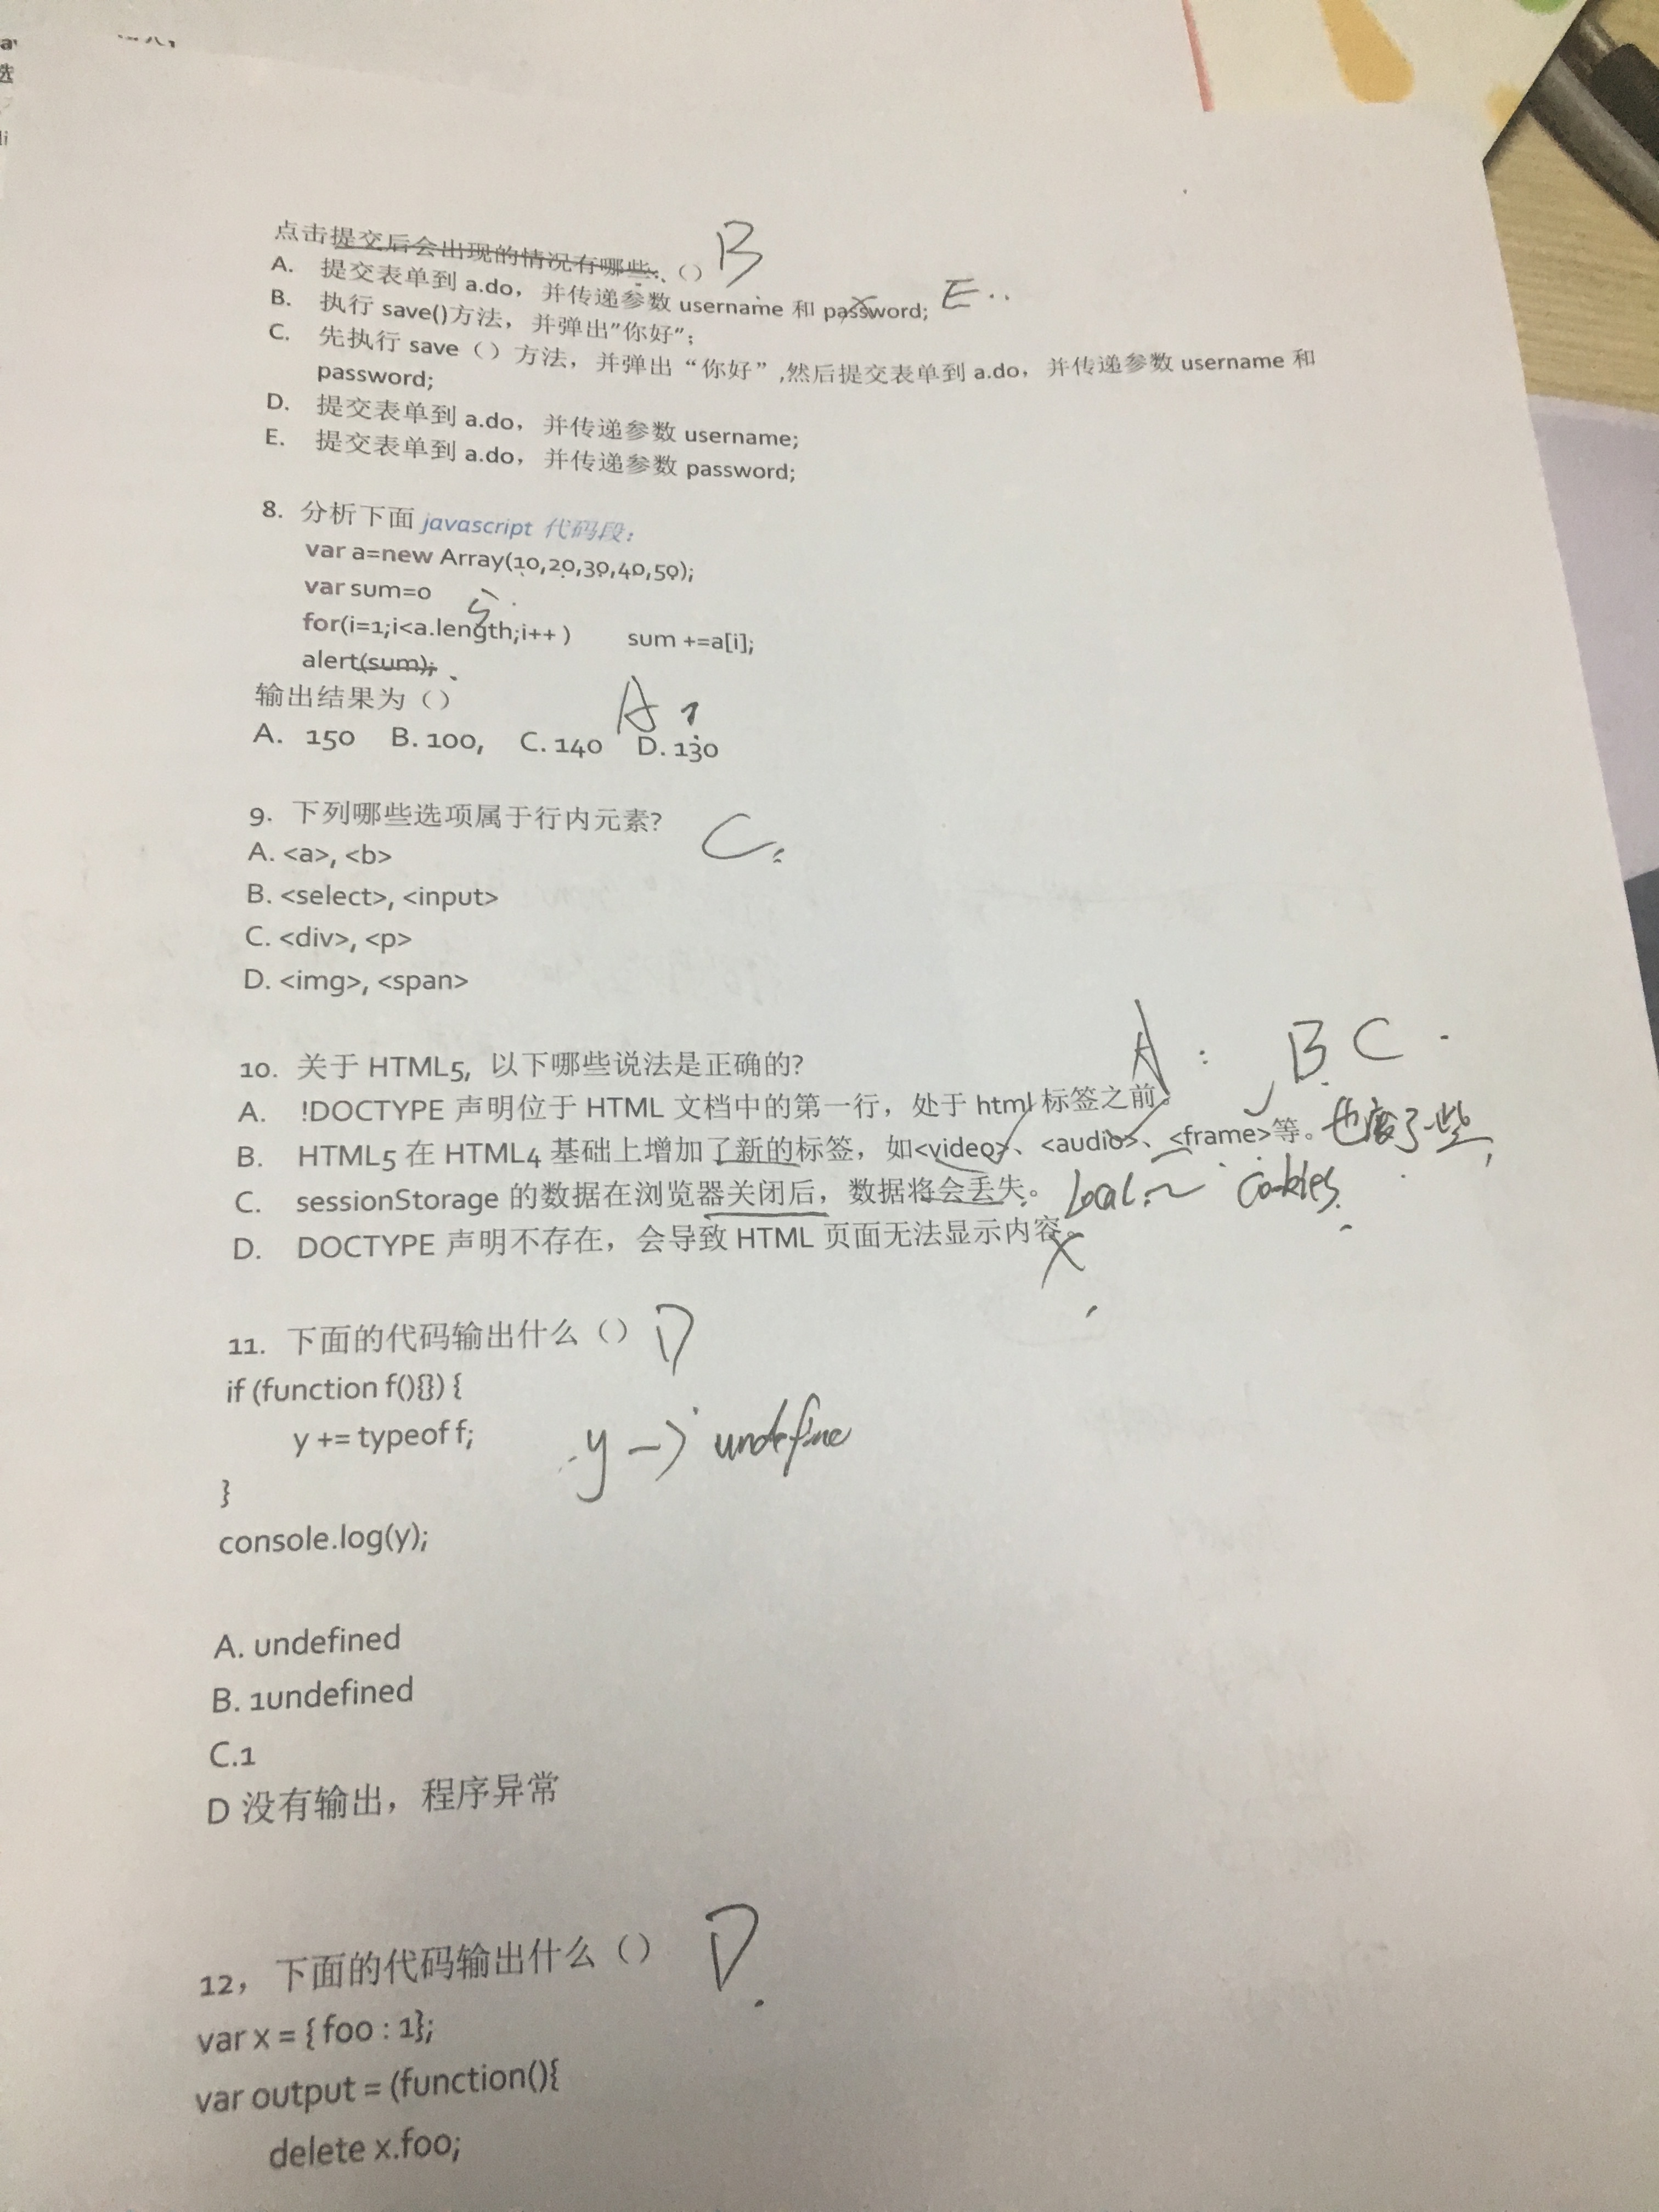 点击提交后会出现的情况有哪些、()  B
A. 提交表单到 a.do，并传递参数 username 和 password;  E..
B. 执行 save()方法，并弹出"你好"；
C. 先执行 save（）方法，并弹出“你好”,然后提交表单到 a.do，并传递参数 username 和
password;
D. 提交表单到 a.do，并传递参数 username;
E. 提交表单到 a.do，并传递参数 password;
8. 分析下面 javascript 代码段：
var a=new Array(10,20,30,40,50);
var sum=0
5
for(i=1;i<a.length;i++ )  sum +=a[i];
alert(sum);
输出结果为（）  A
A. 150  B. 100,  C. 140  D. 130
9. 下列哪些选项属于行内元素?  C
A. <a>, <b>
B. <select>, <input>
C. <div>, <p>
D. <img>, <span>
10. 关于 HTML5, 以下哪些说法是正确的?  A : B C .
A. !DOCTYPE 声明位于 HTML 文档中的第一行，处于 html 标签之前。
B. HTML5 在 HTML4 基础上增加了新的标签，如<video>、<audio>、<frame>等。 也废了一些
C. sessionStorage 的数据在浏览器关闭后，数据将会丢失。 Local cookies
D. DOCTYPE 声明不存在，会导致 HTML 页面无法显示内容。
11. 下面的代码输出什么（）  D
if (function f(){}) {
y += typeof f;  y -> undefine
}
console.log(y);
A. undefined
B. 1undefined
C.1
D 没有输出，程序异常
12，下面的代码输出什么（）  D.
var x = { foo : 1};
var output = (function(){
delete x.foo;